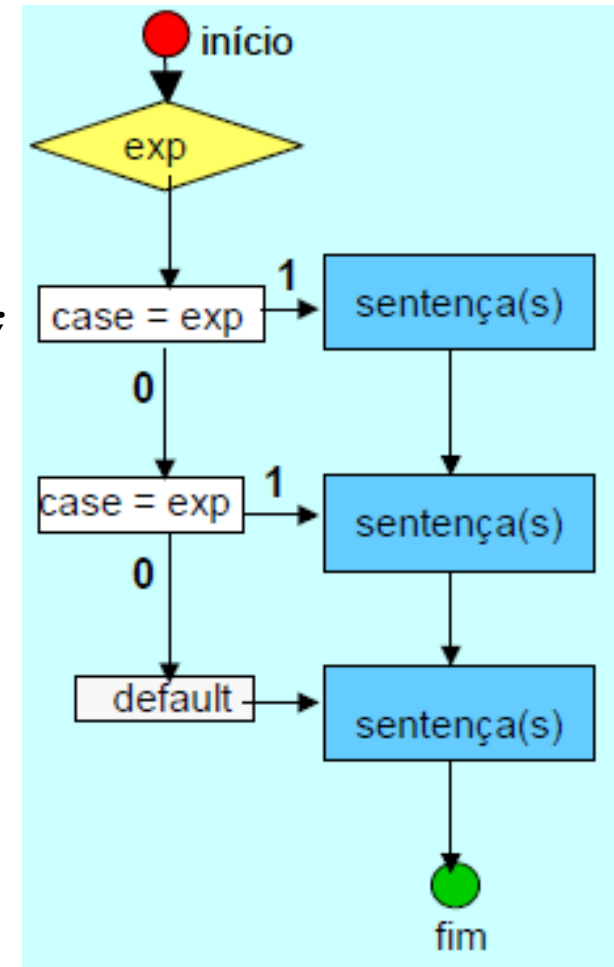 início
exp
case = exp
1
sentença(s)
0
case = exp
1
sentença(s)
0
default
sentença(s)
fim